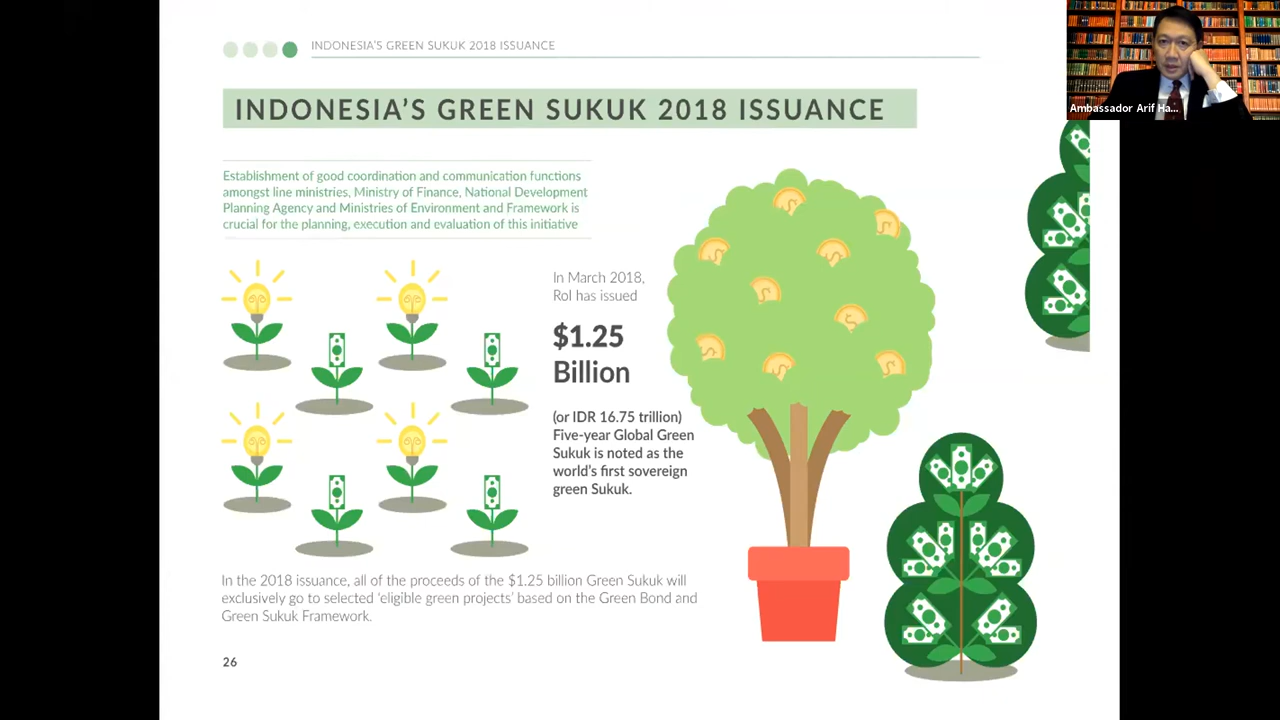 INDONESIA'S GREEN SUKUK 2018 ISSUANCE
Ambassador Arif Ha...
INDONESIA'S GREEN SUKUK 2018 ISSUANCE
Establishment of good coordination and communication functions
amongst line ministries, Ministry of Finance, National Development
Planning Agency and Ministries of Environment and Framework is
crucial for the planning, execution and evaluation of this initiative
In March 2018,
RoI has issued
$1.25
Billion
(or IDR 16.75 trillion)
Five-year Global Green
Sukuk is noted as the
world's first sovereign
green Sukuk.
In the 2018 issuance, all of the proceeds of the $1.25 billion Green Sukuk will
exclusively go to selected 'eligible green projects' based on the Green Bond and
Green Sukuk Framework.
26